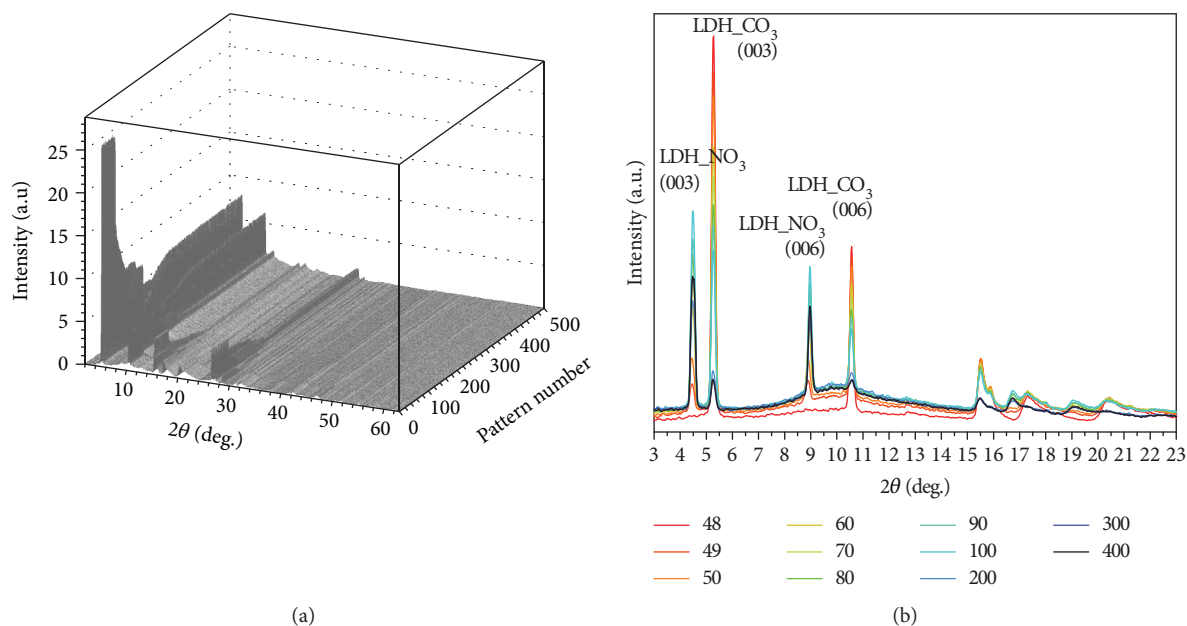 25
20
15
10
5
0
Intensity (a.u)
10
20
30
40
50
60
2θ (deg.)
0
100
200
300
400
500
Pattern number
(a)
LDH_CO3
(003)
LDH_NO3
(003)
LDH_CO3
(006)
LDH_NO3
(006)
Intensity (a.u.)
3 4 5 6 7 8 9 10 11 12 13 14 15 16 17 18 19 20 21 22 23
2θ (deg.)
48 60 90 300
49 70 100 400
50 80 200
(b)